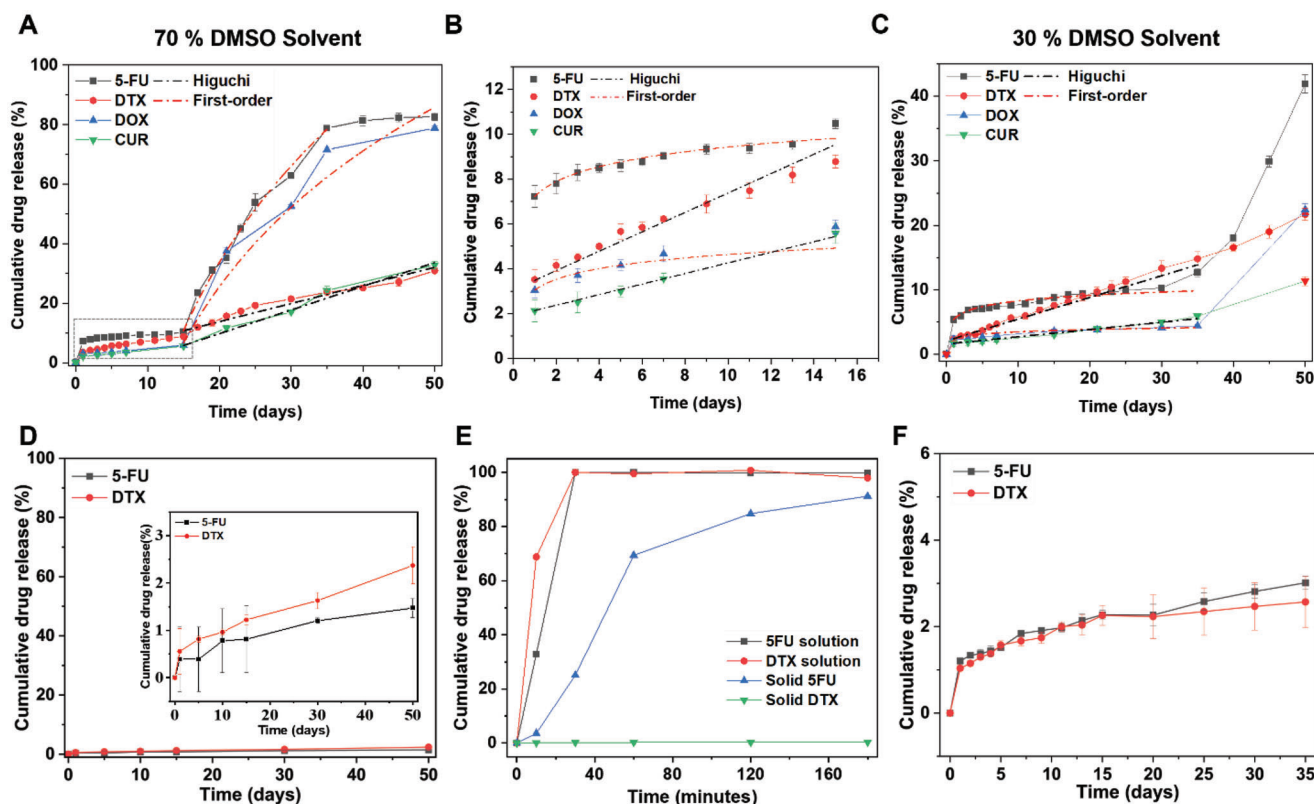 A
70 % DMSO Solvent
Cumulative drug release (%)
100
80
60
40
20
0
5-FU
DTX
DOX
CUR
Higuchi
First-order
0 10 20 30 40 50
Time (days)
B
Cumulative drug release (%)
12
10
8
6
4
2
0
5-FU
DTX
DOX
CUR
Higuchi
First-order
0 2 4 6 8 10 12 14 16
Time (days)
C
30 % DMSO Solvent
Cumulative drug release (%)
40
30
20
10
0
5-FU
DTX
DOX
CUR
Higuchi
First-order
0 10 20 30 40 50
Time (days)
D
Cumulative drug release (%)
100
80
60
40
20
0
5-FU
DTX
Cumulative drug release(%)
3
2
1
0
5-FU
DTX
0 10 20 30 40 50
Time (days)
0 10 20 30 40 50
Time (days)
E
Cumulative drug release (%)
100
80
60
40
20
0
5FU solution
DTX solution
Solid 5FU
Solid DTX
0 40 80 120 160
Time (minutes)
F
Cumulative drug release (%)
6
4
2
0
5-FU
DTX
0 5 10 15 20 25 30 35
Time (days)